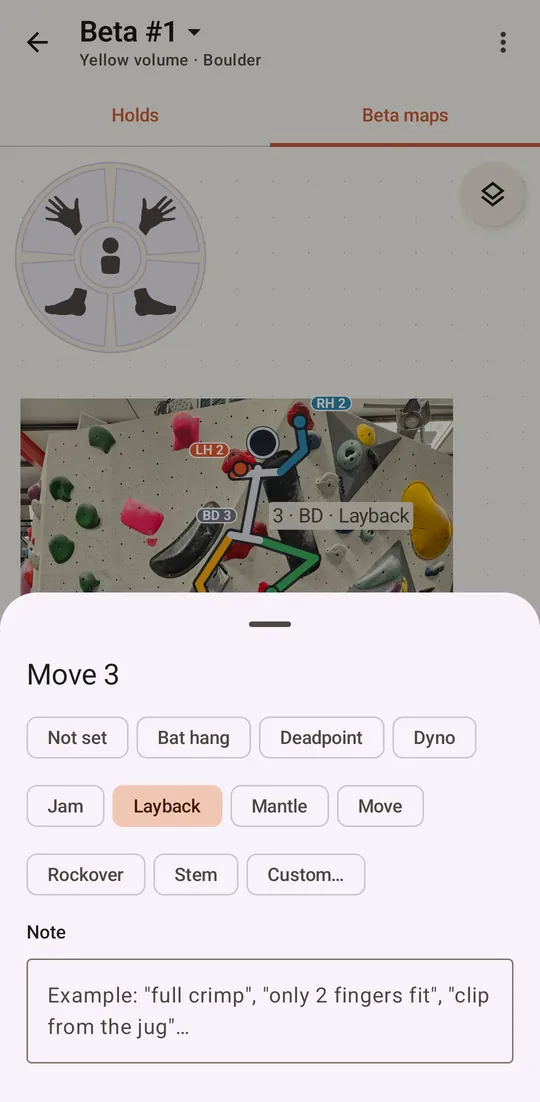 Beta #1
Yellow volume · Boulder
Holds
Beta maps
RH 2
LH 2
BD 3
3 · BD · Layback
Move 3
Not set
Bat hang
Deadpoint
Dyno
Jam
Layback
Mantle
Move
Rockover
Stem
Custom...
Note
Example: "full crimp", "only 2 fingers fit", "clip
from the jug"...